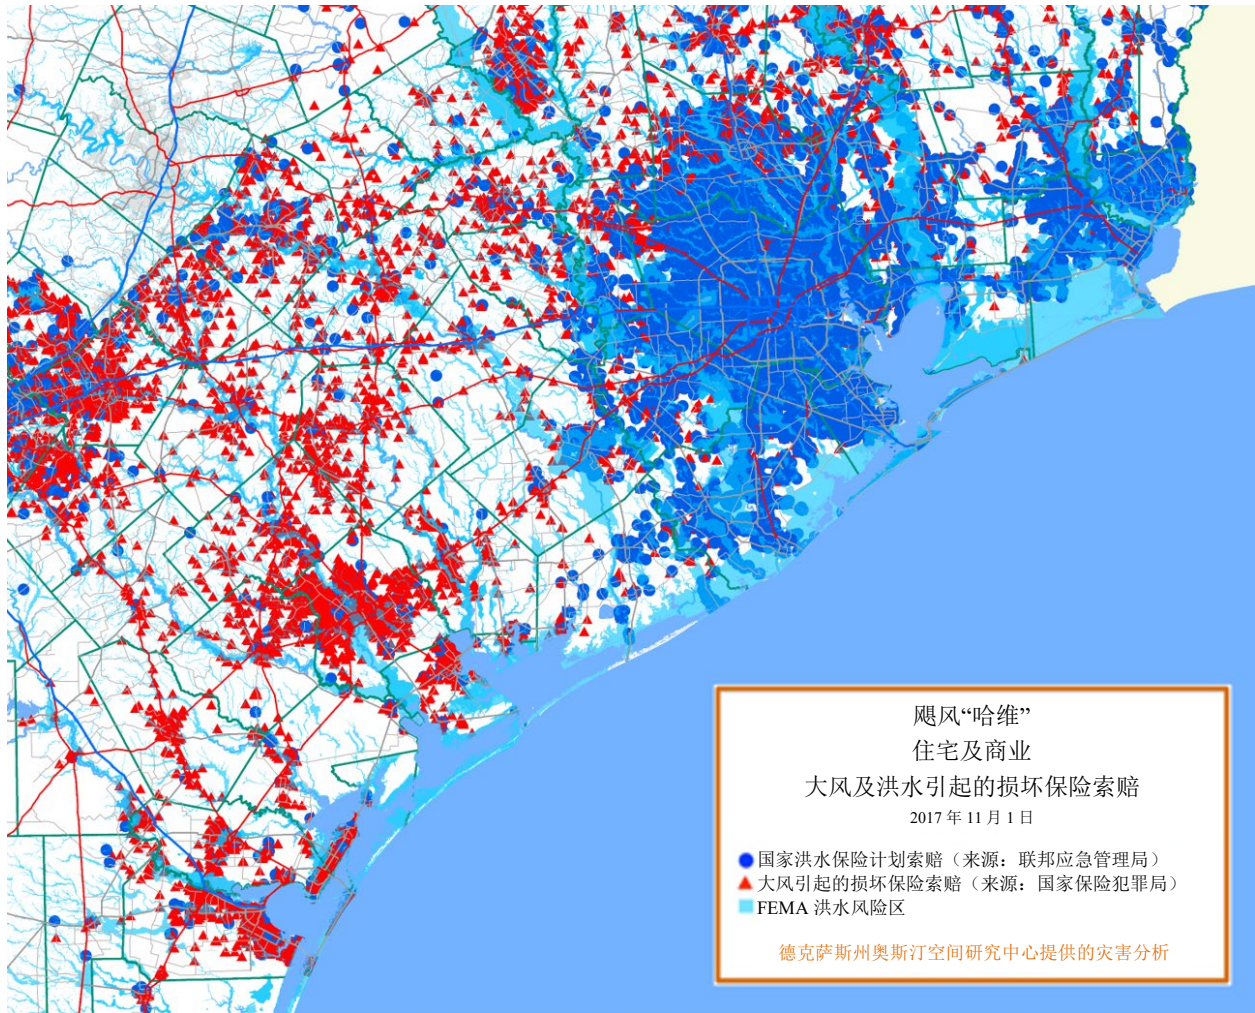 飓风“哈维”
住宅及商业
大风及洪水引起的损坏保险索赔
2017 年 11 月 1 日
国家洪水保险计划索赔（来源：联邦应急管理局）
大风引起的损坏保险索赔（来源：国家保险犯罪局）
FEMA 洪水风险区
德克萨斯州奥斯汀空间研究中心提供的灾害分析